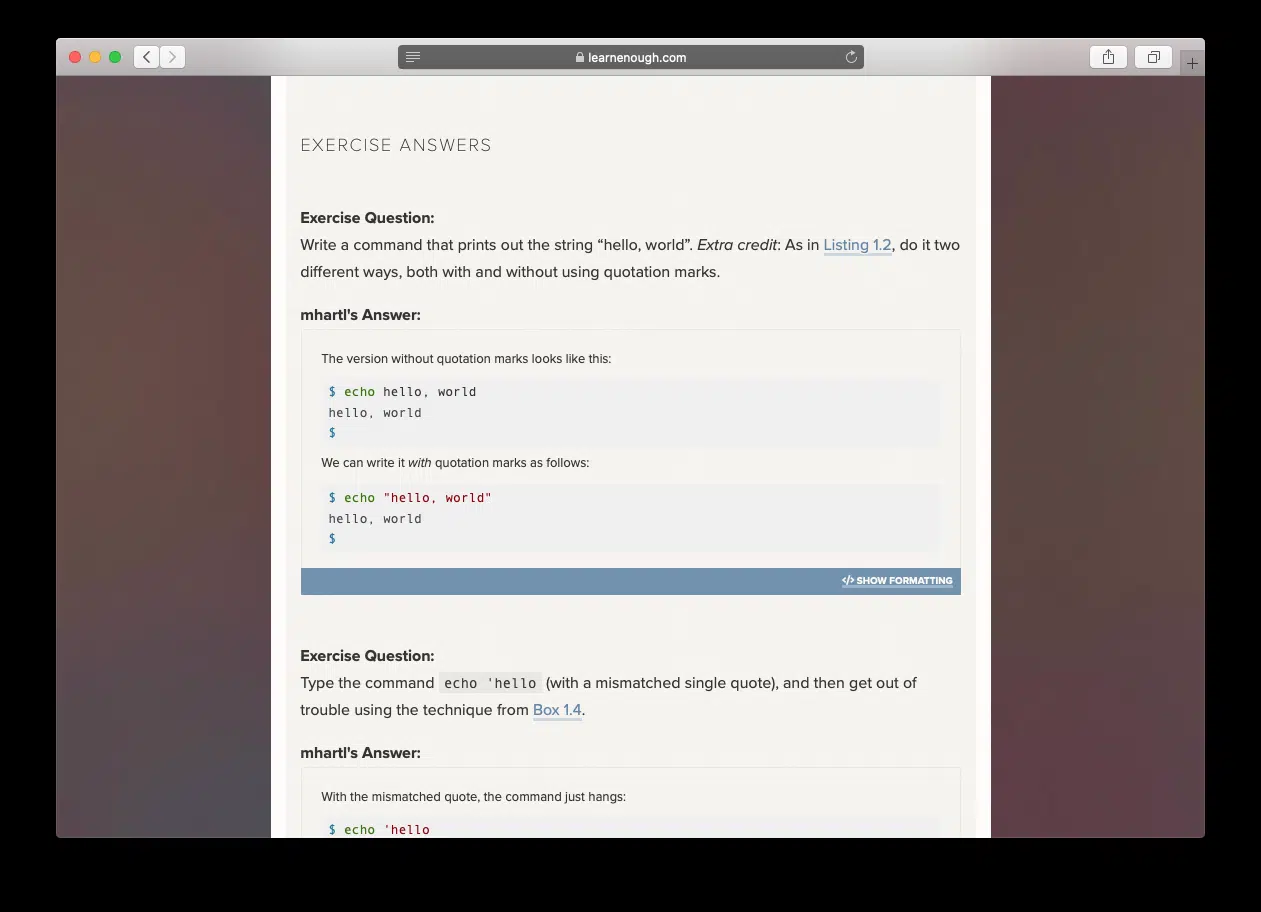 learnenough.com
EXERCISE ANSWERS
Exercise Question:
Write a command that prints out the string “hello, world”. Extra credit: As in Listing 1.2, do it two
different ways, both with and without using quotation marks.
mhartl's Answer:
The version without quotation marks looks like this:
$ echo hello, world
hello, world
$
We can write it with quotation marks as follows:
$ echo "hello, world"
hello, world
$
</> SHOW FORMATTING
Exercise Question:
Type the command echo 'hello (with a mismatched single quote), and then get out of
trouble using the technique from Box 1.4.
mhartl's Answer:
With the mismatched quote, the command just hangs:
$ echo 'hello